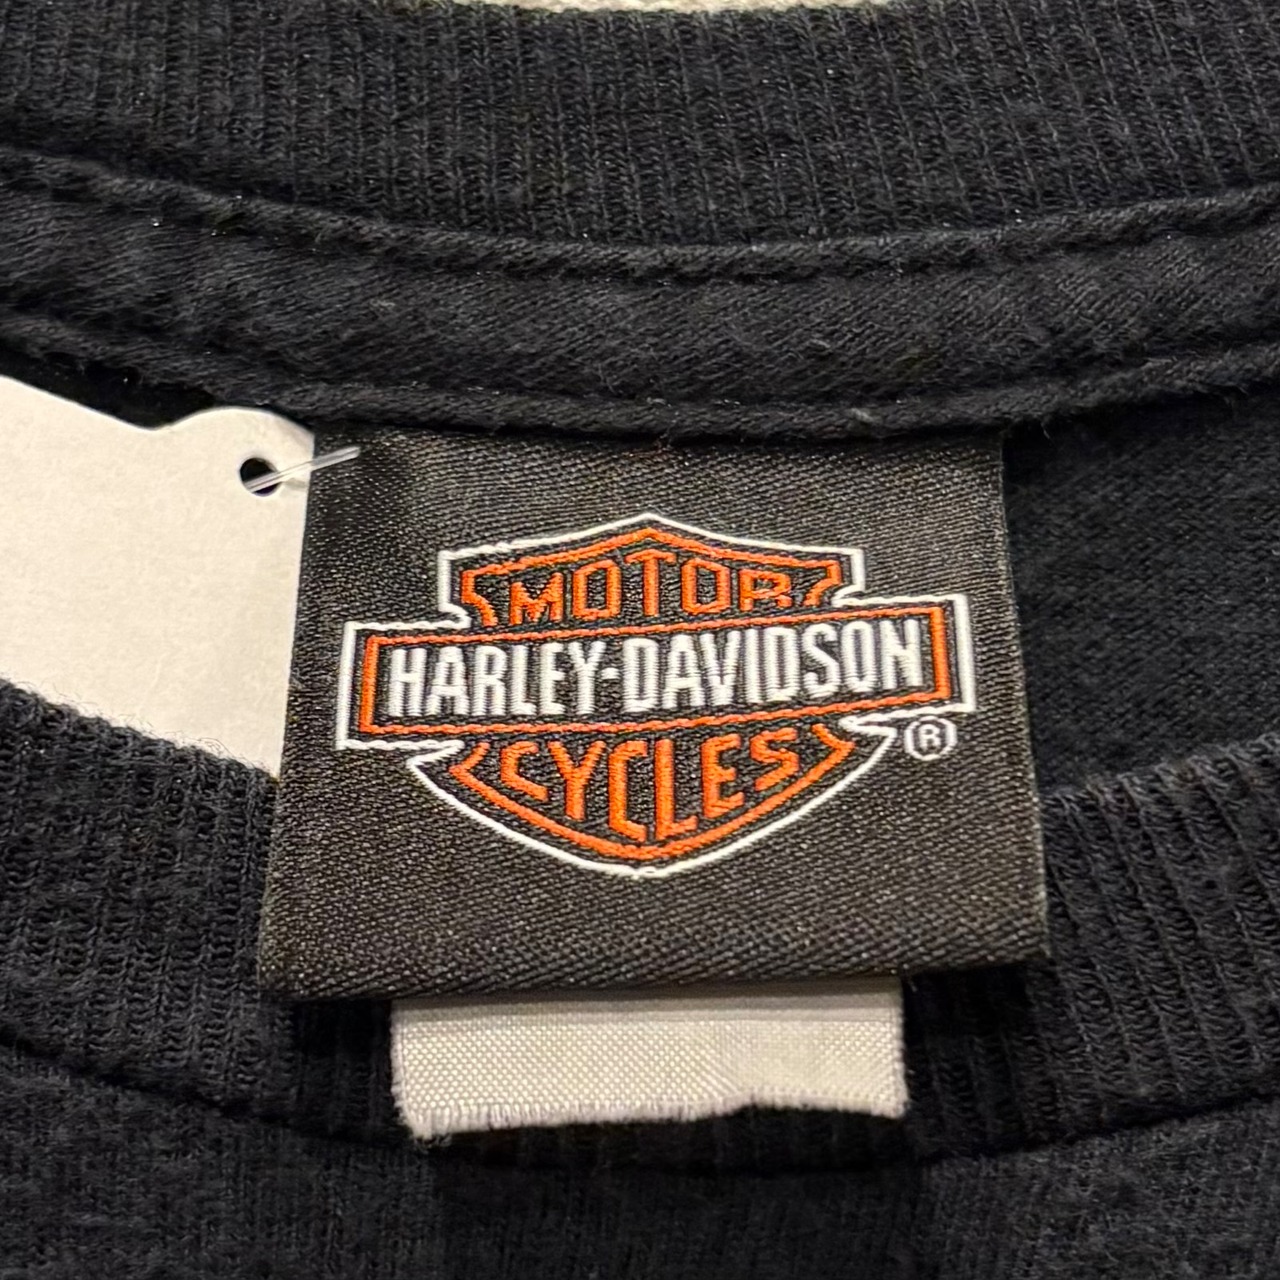 MOTOR
HARLEY-DAVIDSON
CYCLES
®